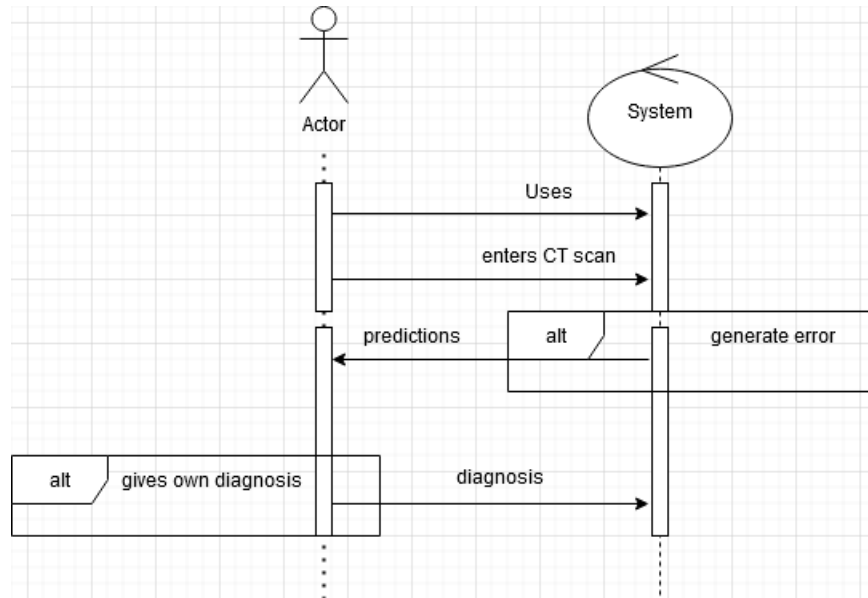 Actor
System
Uses
enters CT scan
predictions
alt
generate error
alt
gives own diagnosis
diagnosis